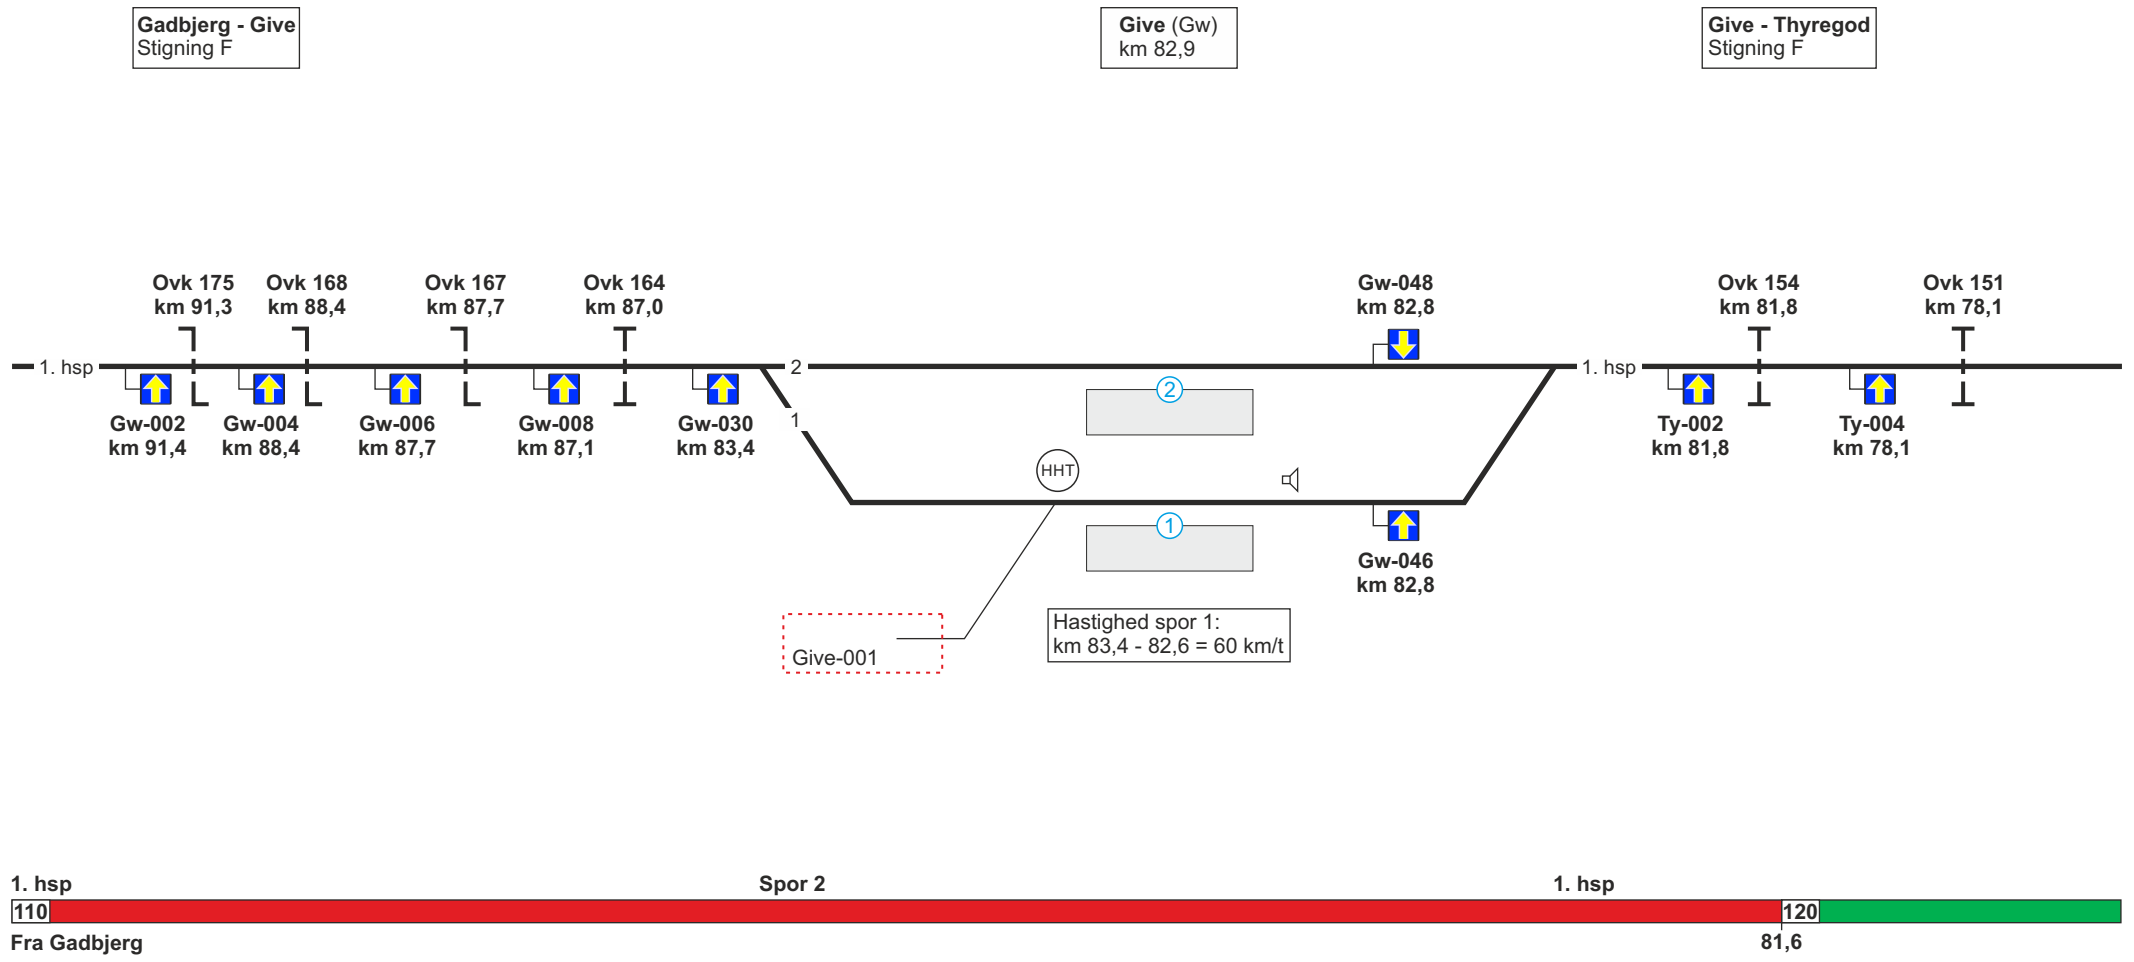 Gadbjerg - Give
Stigning F
Give (Gw)
km 82,9
Give - Thyregod
Stigning F
Ovk 175
km 91,3
Ovk 168
km 88,4
Ovk 167
km 87,7
Ovk 164
km 87,0
Gw-048
km 82,8
Ovk 154
km 81,8
Ovk 151
km 78,1
1. hsp
2
1. hsp
1
2
Gw-002
km 91,4
Gw-004
km 88,4
Gw-006
km 87,7
Gw-008
km 87,1
Gw-030
km 83,4
Ty-002
km 81,8
Ty-004
km 78,1
HHT
1
Gw-046
km 82,8
Give-001
Hastighed spor 1:
km 83,4 - 82,6 = 60 km/t
1. hsp
Spor 2
1. hsp
110
120
Fra Gadbjerg
81,6